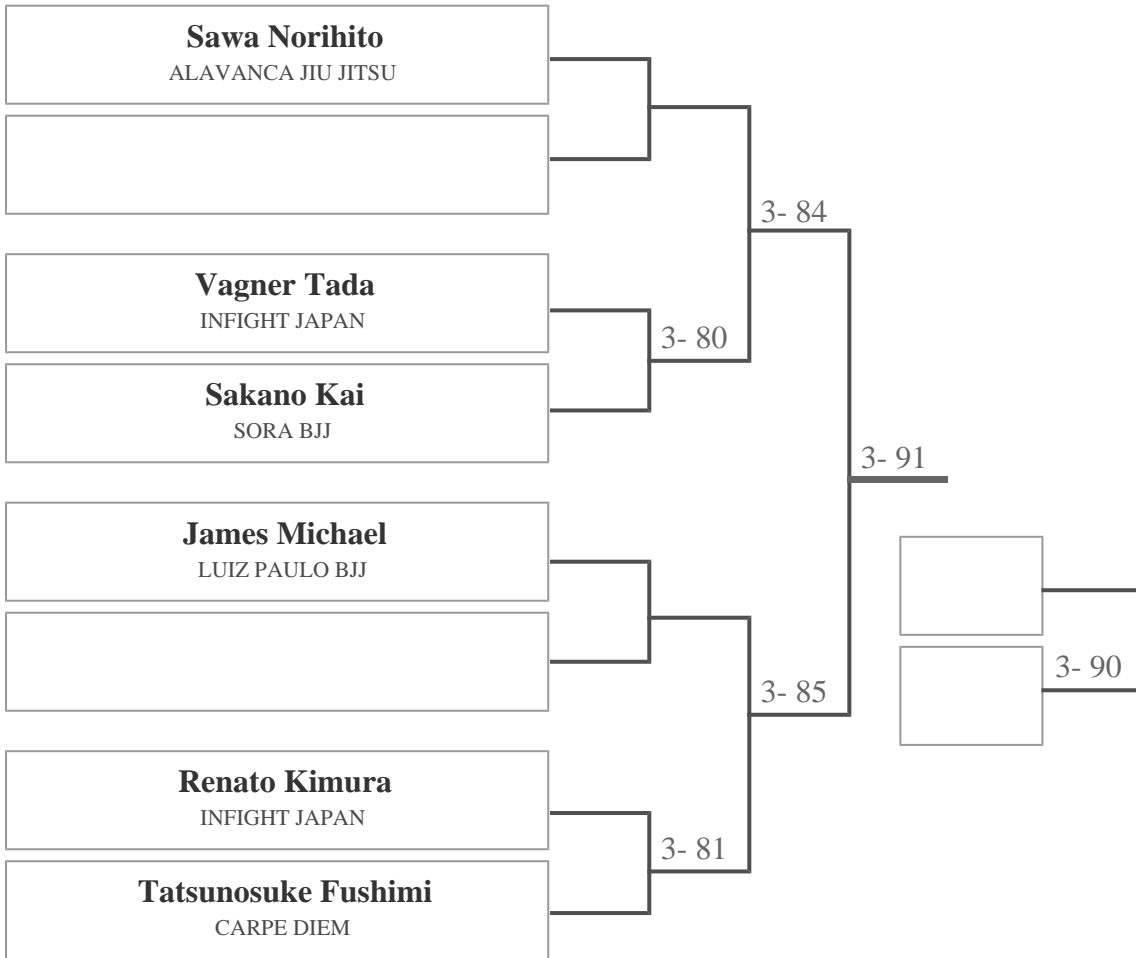 Sawa Norihito
ALAVANCA JIU JITSU
3- 84
Vagner Tada
INFIGHT JAPAN
3- 80
Sakano Kai
SORA BJJ
3- 91
James Michael
LUIZ PAULO BJJ
3- 90
3- 85
Renato Kimura
INFIGHT JAPAN
3- 81
Tatsunosuke Fushimi
CARPE DIEM